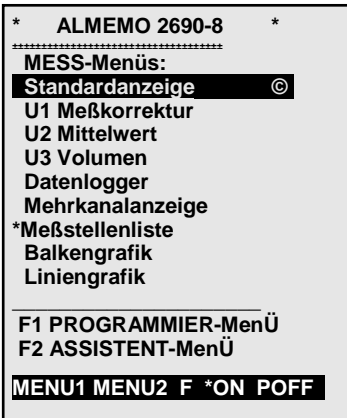 * ALMEMO 2690-8 *
MESS-Menüs:
Standardanzeige ©
U1 Meßkorrektur
U2 Mittelwert
U3 Volumen
Datenlogger
Mehrkanalanzeige
*Meßstellenliste
Balkengrafik
Liniengrafik
F1 PROGRAMMIER-MenÜ
F2 ASSISTENT-MenÜ
MENU1 MENU2 F *ON POFF